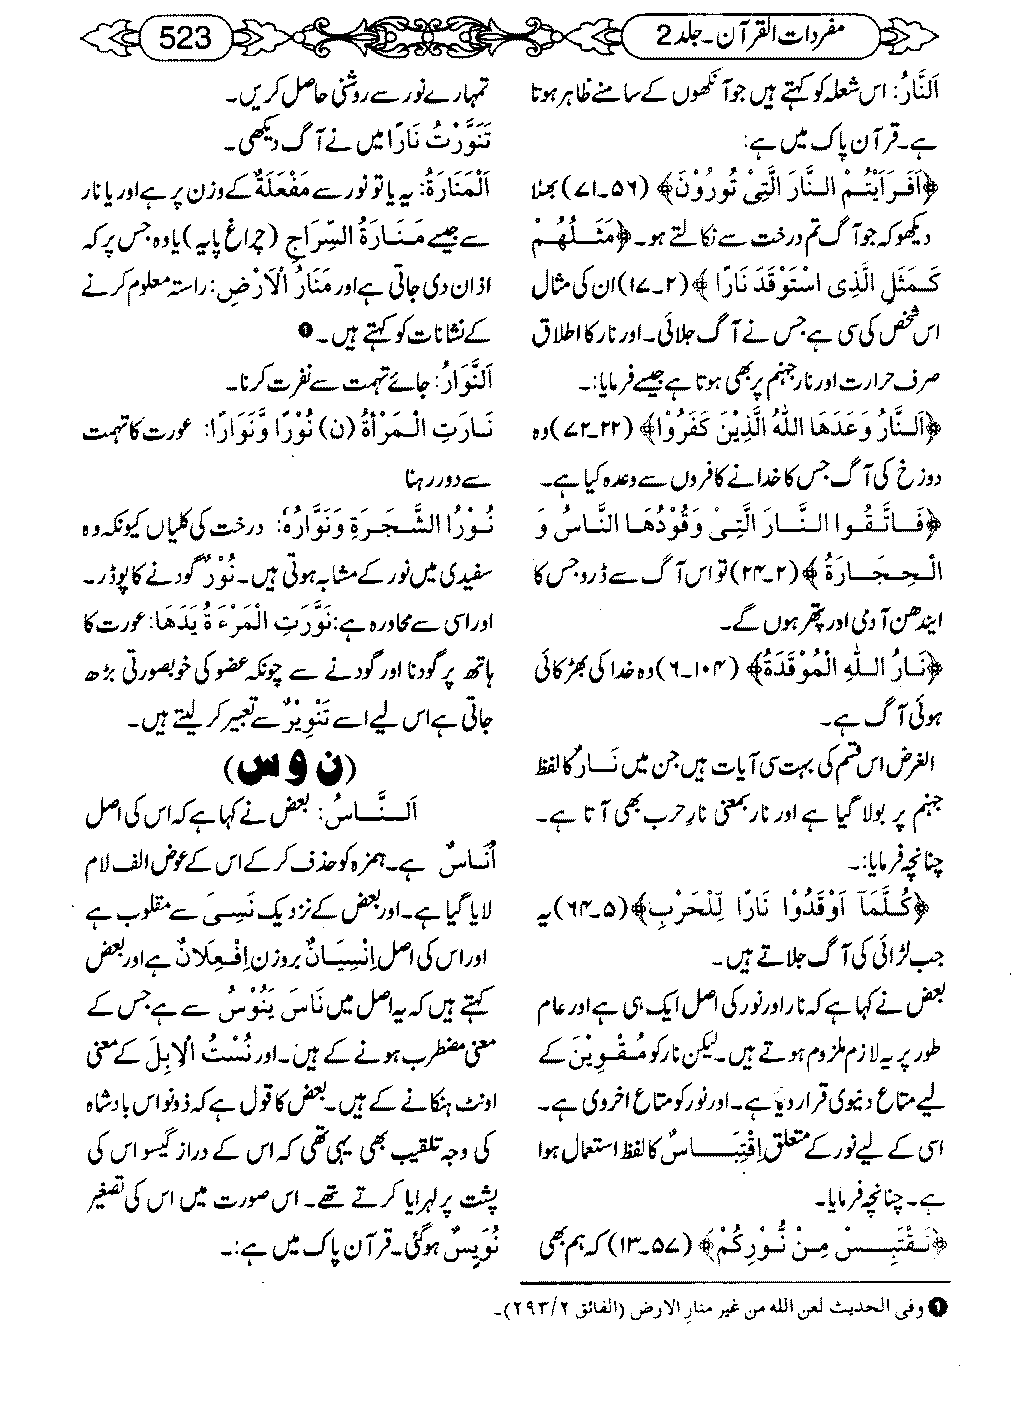 مفردات القرآن۔ جلد 2
523
اَلنَّارُ: اس شعلہ کو کہتے ہیں جو آنکھوں کے سامنے ظاہر ہوتا
ہے۔ قرآن پاک میں ہے:
﴿اَفَرَاَیْتُمُ النَّارَ الَّتِیْ تُوْرُوْنَ﴾ (۵۶۔۷۱) بھلا
دیکھو کہ جو آگ تم درخت سے نکالتے ہو۔ ﴿مَثَلُهُمْ
كَمَثَلِ الَّذِی اسْتَوْقَدَ نَارًا﴾ (۲۔۱۷) ان کی مثال
اس شخص کی سی ہے جس نے آگ جلائی۔ اور نار کا اطلاق
صرف حرارت اور نار جہنم پر بھی ہوتا ہے جیسے فرمایا:۔
﴿اَلنَّارُ وَعَدَهَا اللهُ الَّذِیْنَ كَفَرُوْا﴾ (۲۲۔۷۲) وہ
دوزخ کی آگ جس کا خدا نے کافروں سے وعدہ کیا ہے۔
﴿فَاتَّقُوا النَّارَ الَّتِیْ وَقُوْدُهَا النَّاسُ وَ
الْحِجَارَةُ﴾ (۲۔۲۴) تو اس آگ سے ڈرو جس کا
ایندھن آدمی اور پتھر ہوں گے۔
﴿نَارُ اللهِ الْمُوْقَدَةُ﴾ (۱۰۴۔۶) وہ خدا کی بھڑکائی
ہوئی آگ ہے۔
الغرض اس قسم کی بہت سی آیات ہیں جن میں نَار کا لفظ
جہنم پر بولا گیا ہے اور نار بمعنی نارِ حرب بھی آتا ہے۔
چنانچہ فرمایا:۔
﴿كُلَّمَآ اَوْقَدُوْا نَارًا لِّلْحَرْبِ﴾ (۵۔۶۴) یہ
جب لڑائی کی آگ جلاتے ہیں۔
بعض نے کہا ہے کہ نار اور نور کی اصل ایک ہی ہے اور عام
طور پر یہ لازم ملزوم ہوتے ہیں۔ لیکن نار کو مُقْوِیْنَ کے
لیے متاع دنیوی قرار دیا ہے۔ اور نور کو متاع اخروی ہے۔
اسی کے لیے نور کے متعلق اِقْتِبَاسٌ کا لفظ استعمال ہوا
ہے۔ چنانچہ فرمایا۔
﴿نَقْتَبِسْ مِنْ نُّوْرِكُمْ﴾ (۵۷۔۱۳) کہ ہم بھی
تمہارے نور سے روشنی حاصل کریں۔
تَنَوَّرْتُ نَارًا میں نے آگ دیکھی۔
اَلْمَنَارَةُ: یہ یا تو نور سے مَفْعَلَةٌ کے وزن پر ہے اور یا نار
سے جیسے مَنَارَةُ السِّرَاجِ (چراغ پایہ) یا وہ جس پر کہ
اذان دی جاتی ہے اور مَنَارُ الْاَرْضِ: راستہ معلوم کرنے
کے نشانات کو کہتے ہیں۔ ❶
اَلنَّوَارُ: جائے تہمت سے نفرت کرنا۔
نَارَتِ الْمَرْأَةُ (ن) نُوْرًا وَّنَوَارًا: عورت کا تہمت
سے دور رہنا
نُوْرُ الشَّجَرَةِ وَنَوَّارُهٗ: درخت کی کلیاں کیونکہ وہ
سفیدی میں نور کے مشابہ ہوتی ہیں۔ نُوْرٌ گودنے کا پوڈر۔
اور اسی سے محاورہ ہے: نَوَّرَتِ الْمَرْءَةُ یَدَهَا: عورت کا
ہاتھ پر گودنا اور گودنے سے چونکہ عضو کی خوبصورتی بڑھ
جاتی ہے اس لیے اسے تَنْوِیْرٌ سے تعبیر کر لیتے ہیں۔
(ن و س)
اَلنَّاسُ: بعض نے کہا ہے کہ اس کی اصل
اُنَاسٌ ہے۔ ہمزہ کو حذف کر کے اس کے عوض الف لام
لایا گیا ہے۔ اور بعض کے نزدیک نَسِیَ سے مقلوب ہے
اور اس کی اصل اِنْسِیَانٌ بروزن اِفْعِلَانٌ ہے اور بعض
کہتے ہیں کہ یہ اصل میں نَاسَ یَنُوْسُ سے ہے جس کے
معنی مضطرب ہونے کے ہیں۔ اور نُسْتُ الْاِبِلَ کے معنی
اونٹ ہنکانے کے ہیں۔ بعض کا قول ہے کہ ذونواس بادشاہ
کی وجہ تلقیب بھی یہی تھی کہ اس کے دراز گیسو اس کی
پشت پر لہرایا کرتے تھے۔ اس صورت میں اس کی تصغیر
نُوَیْسٌ ہوگئی۔ قرآن پاک میں ہے:۔
❶ وفی الحدیث لعن الله من غیر منار الارض (الفائق ۲/۲۹۳)۔